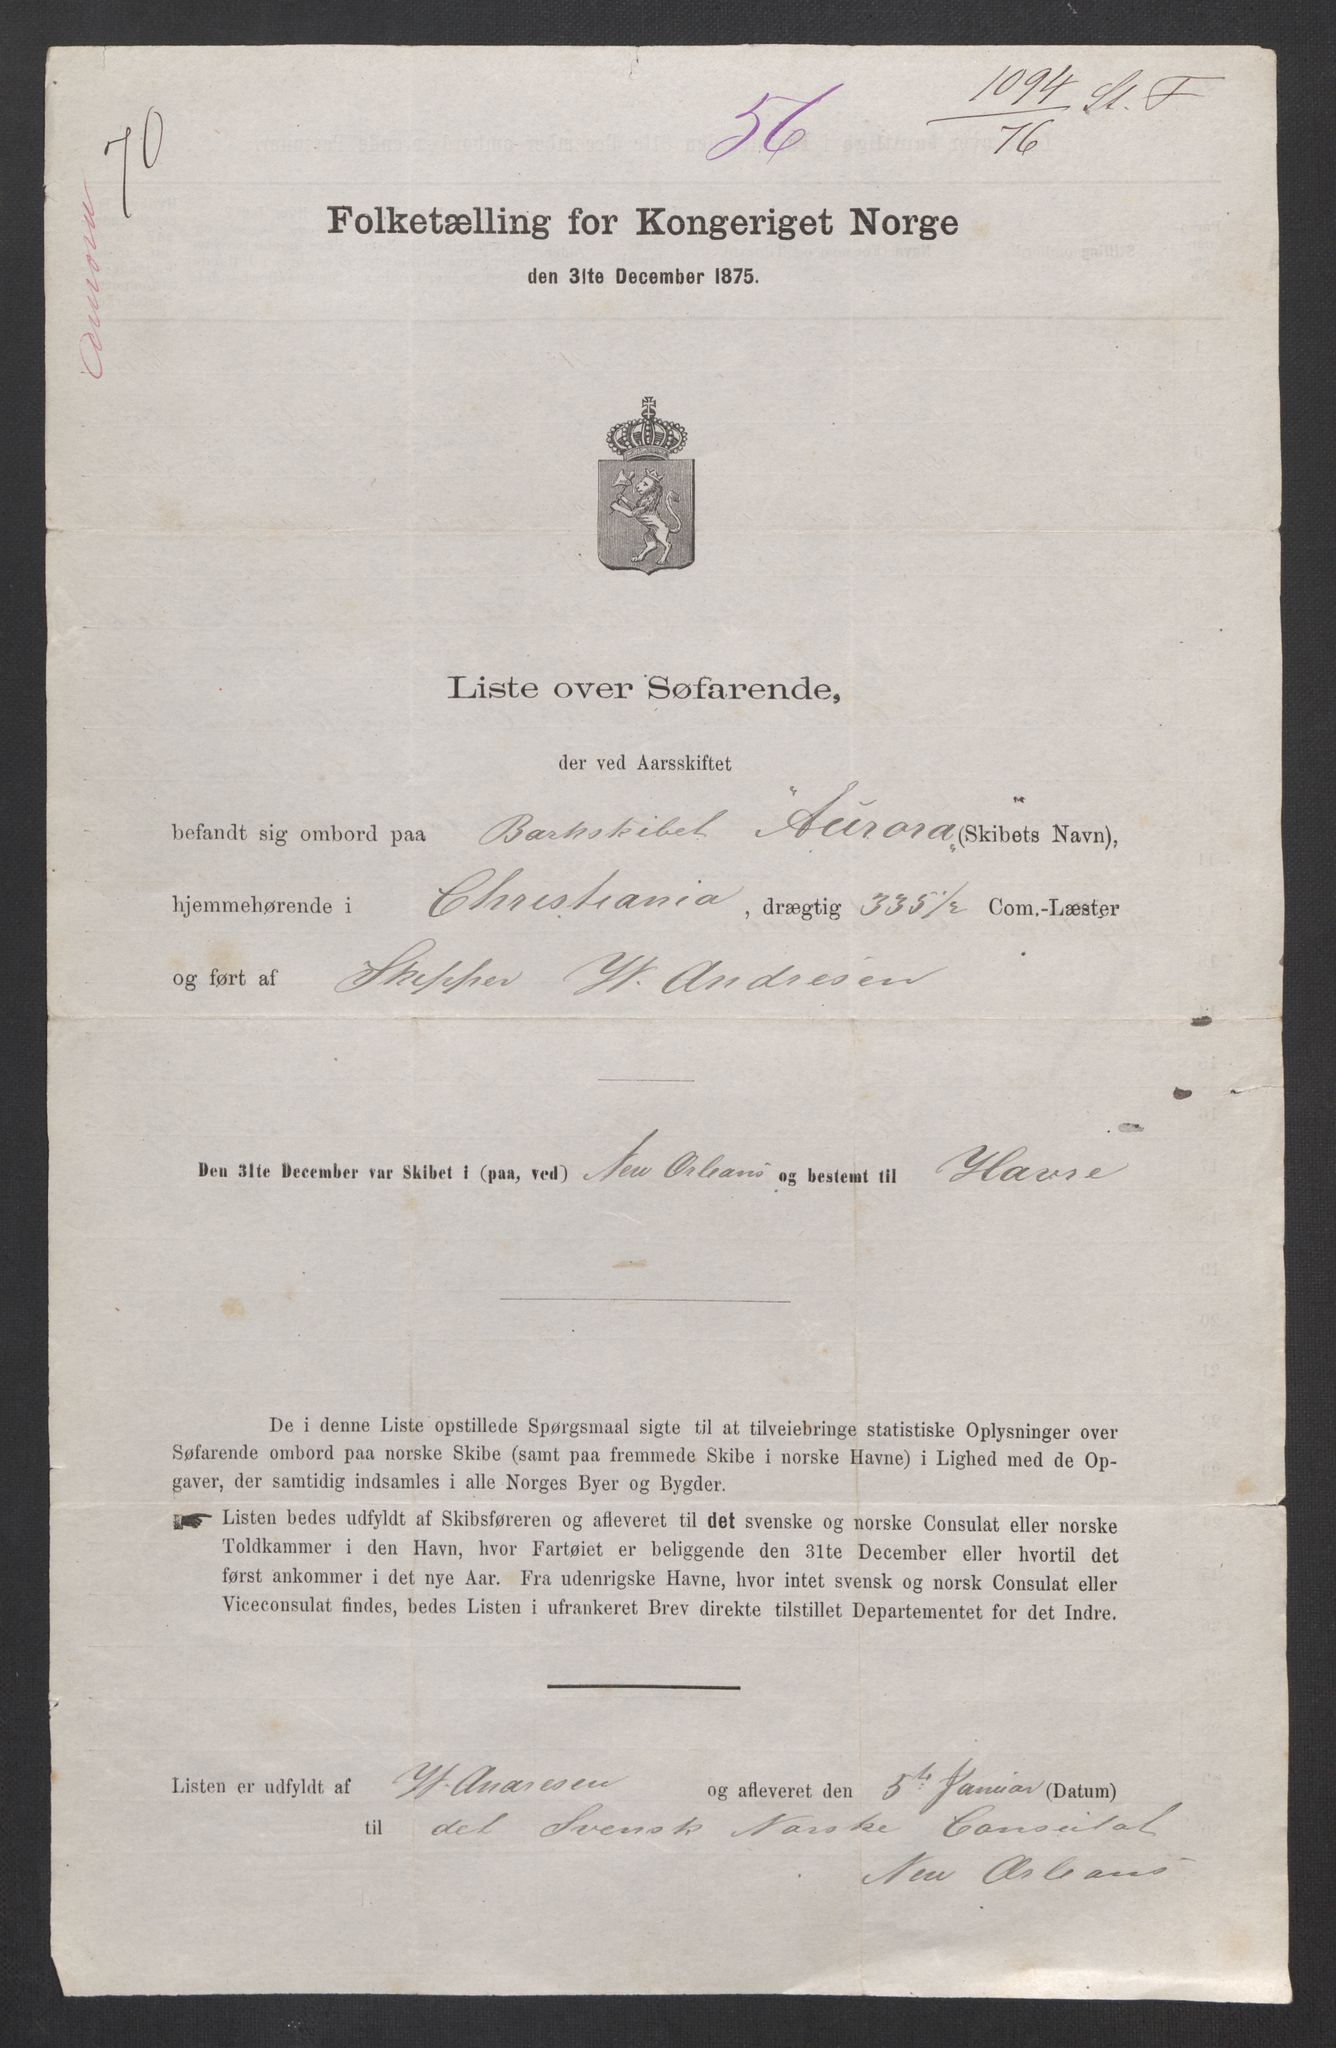 1094 St. F
56
76
70
Folketælling for Kongeriget Norge
den 31te December 1875.
Liste over Søfarende,
der ved Aarsskiftet
befandt sig ombord paa Barkskibet "Aurora" (Skibets Navn),
hjemmehørende i Christiania, drægtig 335 1/2 Com.-Læster
og ført af Skipper W. Andresen
Den 31te December var Skibet i (paa, ved) New Orleans og bestemt til Havre
De i denne Liste opstillede Spørgsmaal sigte til at tilveiebringe statistiske Oplysninger over
Søfarende ombord paa norske Skibe (samt paa fremmede Skibe i norske Havne) i Lighed med de Op-
gaver, der samtidig indsamles i alle Norges Byer og Bygder.
☛ Listen bedes udfyldt af Skibsføreren og afleveret til det svenske og norske Consulat eller norske
Toldkammer i den Havn, hvor Fartøiet er beliggende den 31te December eller hvortil det
først ankommer i det nye Aar. Fra udenrigske Havne, hvor intet svensk og norsk Consulat eller
Viceconsulat findes, bedes Listen i ufrankeret Brev direkte tilstillet Departementet for det Indre.
Listen er udfyldt af W. Andresen og afleveret den 5te Januar (Datum)
til det Svensk Norske Consulat
New Orleans